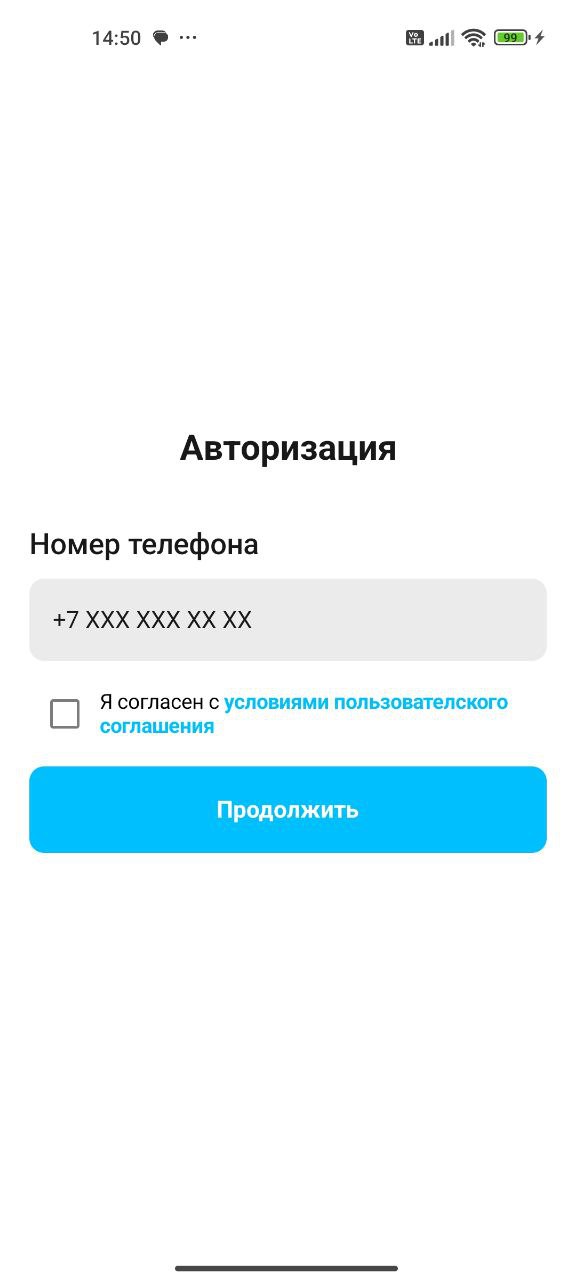 14:50
Vo LTE
99
Авторизация
Номер телефона
+7 XXX XXX XX XX
Я согласен с условиями пользователского
соглашения
Продолжить